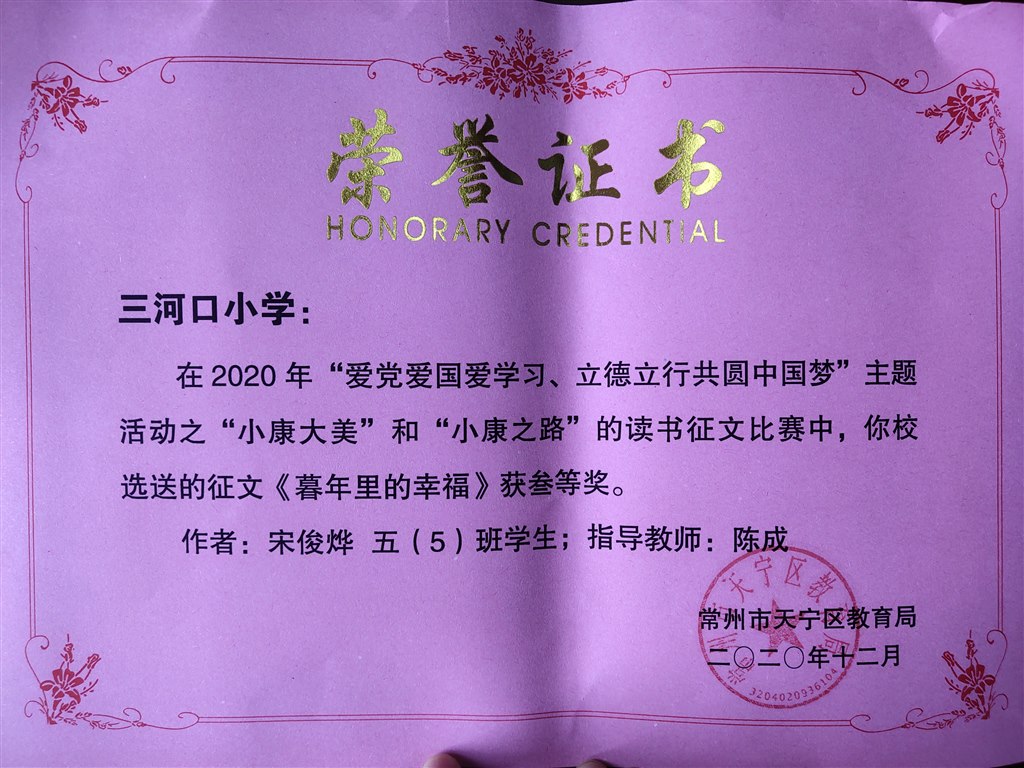 荣誉证书
HONORARY CREDENTIAL
三河口小学：
在2020年“爱党爱国爱学习、立德立行共圆中国梦”主题
活动之“小康大美”和“小康之路”的读书征文比赛中，你校
选送的征文《暮年里的幸福》获叁等奖。
作者：宋俊烨 五（5）班学生；指导教师：陈成
常州市天宁区教育局
二〇二〇年十二月
3204020936104